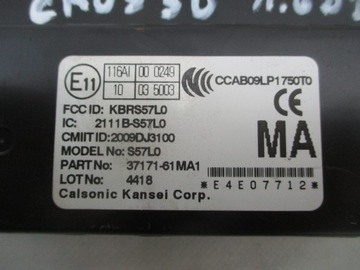 E11 116AI 00 0249
10 03 5003
CCAB09LP1750T0
FCC ID: KBRS57L0
IC: 2111B-S57L0
CMIIT ID:2009DJ3100
MODEL No: S57L0
PART No: 37171-61MA1
LOT No: 4418
Calsonic Kansei Corp.
CE
MA
*E4E07712*